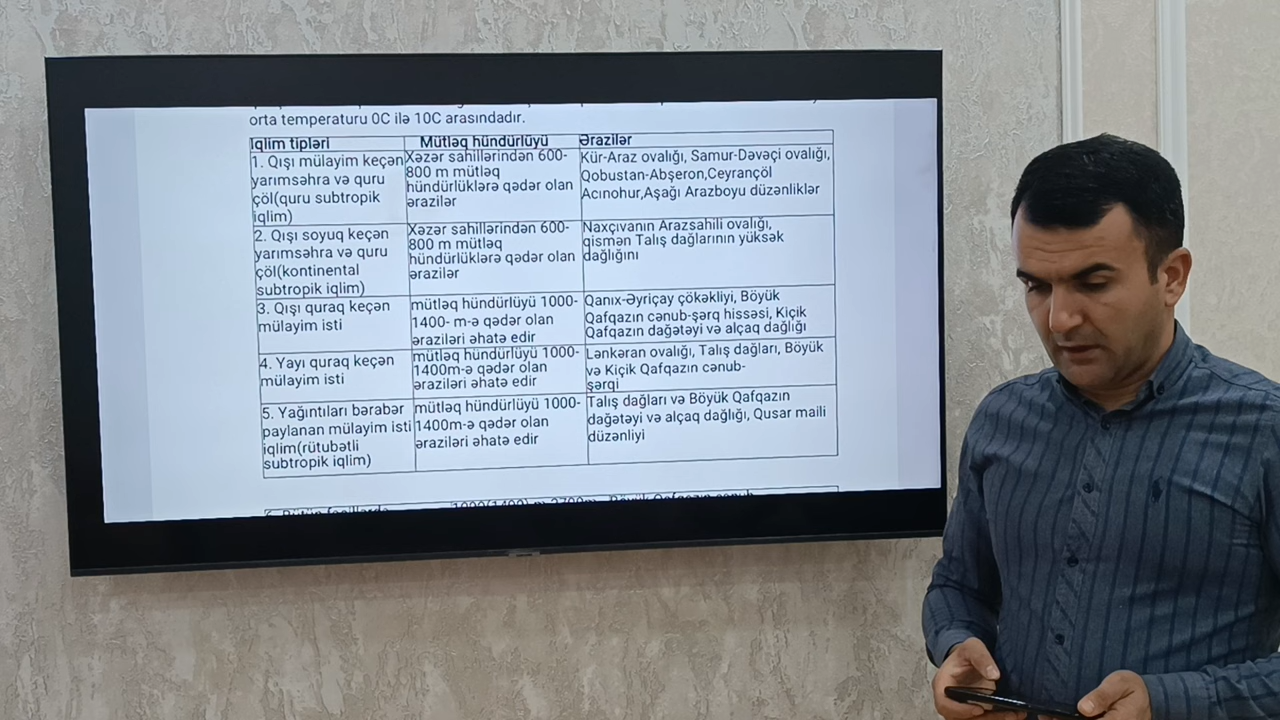 orta temperaturu 0C ilə 10C arasındadır.
Iqlim tipləri
Mütləq hündürlüyü
Ərazilər
1. Qışı mülayim keçən
yarımsəhra və quru
çöl(quru subtropik
iqlim)
Xəzər sahillərindən 600-
800 m mütləq
hündürlüklərə qədər olan
ərazilər
Kür-Araz ovalığı, Samur-Dəvəçi ovalığı,
Qobustan-Abşeron,Ceyrançöl
Acınohur,Aşağı Arazboyu düzənliklər
2. Qışı soyuq keçən
yarımsəhra və quru
çöl(kontinental
subtropik iqlim)
Xəzər sahillərindən 600-
800 m mütləq
hündürlüklərə qədər olan
ərazilər
Naxçıvanın Arazsahili ovalığı,
qismən Talış dağlarının yüksək
dağlığını
3. Qışı quraq keçən
mülayim isti
mütləq hündürlüyü 1000-
1400- m-ə qədər olan
əraziləri əhatə edir
Qanıx-Əyriçay çökəkliyi, Böyük
Qafqazın cənub-şərq hissəsi, Kiçik
Qafqazın dağətəyi və alçaq dağlığı
4. Yayı quraq keçən
mülayim isti
mütləq hündürlüyü 1000-
1400m-ə qədər olan
əraziləri əhatə edir
Lənkəran ovalığı, Talış dağları, Böyük
və Kiçik Qafqazın cənub-
şərqi
5. Yağıntıları bərabər
paylanan mülayim isti
iqlim(rütubətli
subtropik iqlim)
mütləq hündürlüyü 1000-
1400m-ə qədər olan
əraziləri əhatə edir
Talış dağları və Böyük Qafqazın
dağətəyi və alçaq dağlığı, Qusar maili
düzənliyi